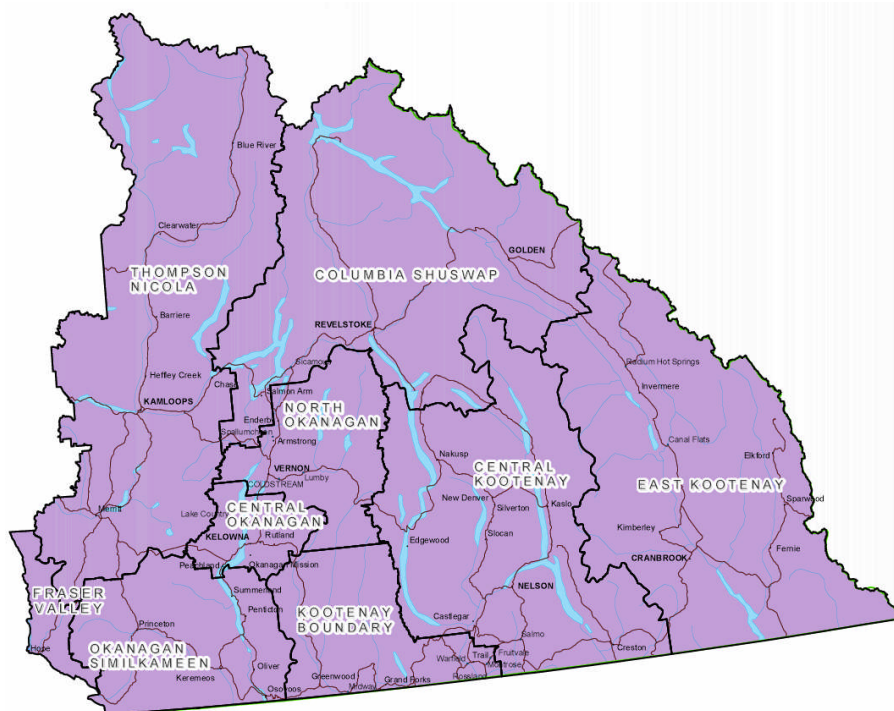 Blue River
Clearwater
GOLDEN
THOMPSON
NICOLA
COLUMBIA SHUSWAP
Barriere
REVELSTOKE
Sicamous
Radium Hot Springs
Heffley Creek
Chase
Invermere
Salmon Arm
KAMLOOPS
NORTH
OKANAGAN
Enderby
Spallumcheen
Armstrong
Canal Flats
Nakusp
Elkford
VERNON
CENTRAL
KOOTENAY
Lumby
COLDSTREAM
EAST KOOTENAY
New Denver
Silverton
Kaslo
Sparwood
Merritt
Lake Country
CENTRAL
OKANAGAN
Kimberley
Rutland
Slocan
KELOWNA
Edgewood
Fernie
CRANBROOK
Peachland
Okanagan Mission
NELSON
Summerland
FRASER
VALLEY
Penticton
KOOTENAY
BOUNDARY
Castlegar
Princeton
Salmo
Hope
OKANAGAN
SIMILKAMEEN
Creston
Fruitvale
Trail
Warfield
Montrose
Oliver
Keremeos
Greenwood
Grand Forks
Rossland
Midway
Osoyoos